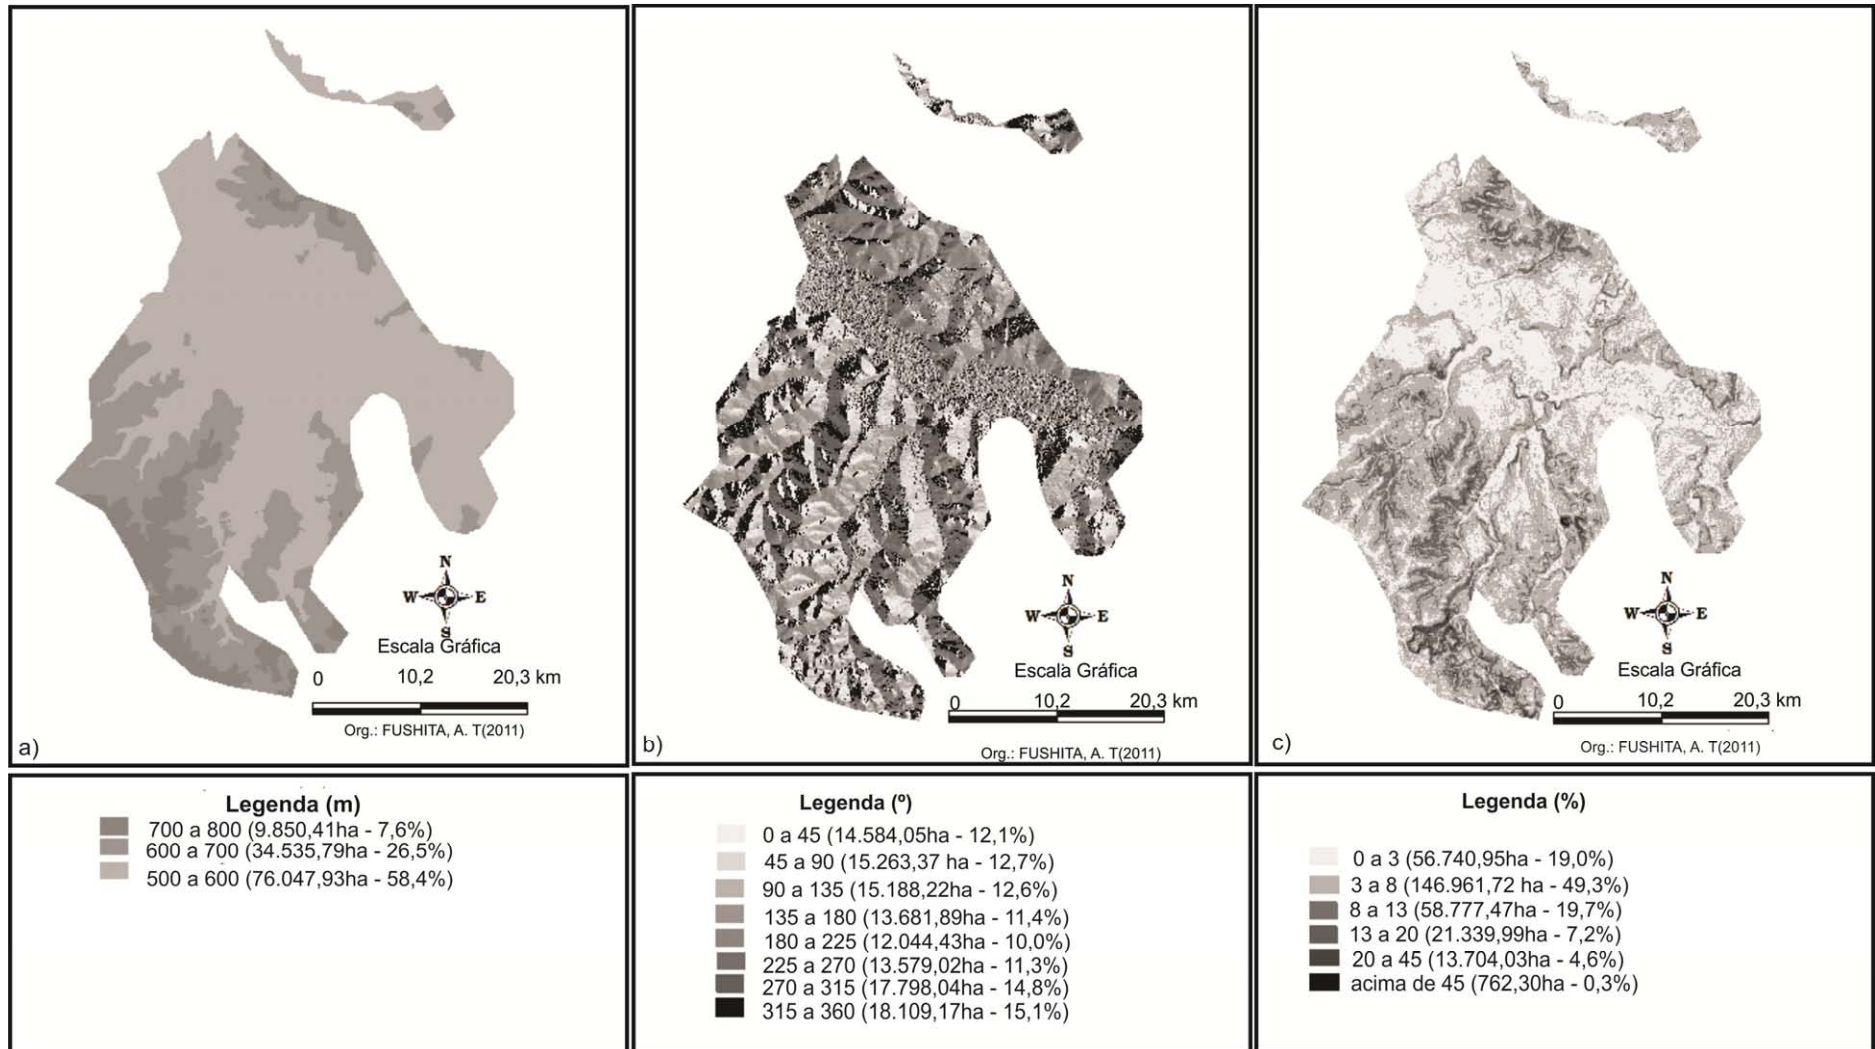 N
W E
S
Escala Gráfica
0 10,2 20,3 km
Org.: FUSHITA, A. T(2011)
a)
N
W E
S
Escala Gráfica
0 10,2 20,3 km
Org.: FUSHITA, A. T(2011)
b)
N
W E
S
Escala Gráfica
0 10,2 20,3 km
Org.: FUSHITA, A. T(2011)
c)
Legenda (m)
700 a 800 (9.850,41ha - 7,6%)
600 a 700 (34.535,79ha - 26,5%)
500 a 600 (76.047,93ha - 58,4%)
Legenda (º)
0 a 45 (14.584,05ha - 12,1%)
45 a 90 (15.263,37 ha - 12,7%)
90 a 135 (15.188,22ha - 12,6%)
135 a 180 (13.681,89ha - 11,4%)
180 a 225 (12.044,43ha - 10,0%)
225 a 270 (13.579,02ha - 11,3%)
270 a 315 (17.798,04ha - 14,8%)
315 a 360 (18.109,17ha - 15,1%)
Legenda (%)
0 a 3 (56.740,95ha - 19,0%)
3 a 8 (146.961,72 ha - 49,3%)
8 a 13 (58.777,47ha - 19,7%)
13 a 20 (21.339,99ha - 7,2%)
20 a 45 (13.704,03ha - 4,6%)
acima de 45 (762,30ha - 0,3%)